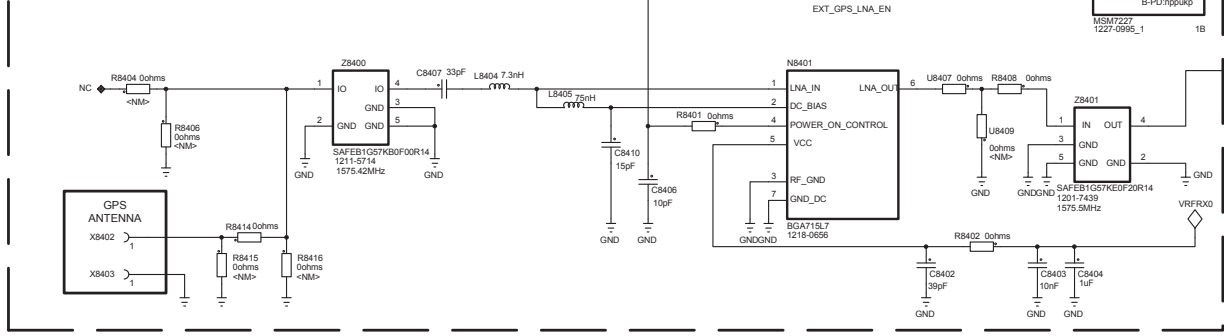 B-PD:nppukp
EXT_GPS_LNA_EN
MSM7227
1227-0995_1 1B
Z8400
N8401
R8404 0ohms
C8407 33pF
L8404 7.3nH
U8407 0ohms
R8408 0ohms
NC
<NM>
1 IO
IO 4
1 LNA_IN
LNA_OUT 6
L8405
75nH
Z8401
2 DC_BIAS
GND 3
R8406
0ohms
<NM>
2 GND
GND 5
R8401 0ohms
4 POWER_ON_CONTROL
U8409
0ohms
<NM>
1 IN
OUT 4
5 VCC
3 GND
SAFEB1G57KB0F00R14
1211-5714
1575.42MHz
C8410
15pF
5 GND
GND 2
GND
GND
C8406
10pF
3 RF_GND
7 GND_DC
GND
GND
GND
GND
SAFEB1G57KE0F20R14
1201-7439
1575.5MHz
GPS
ANTENNA
GND
GND
GND
GND
BGA715L7
1218-0656
VRFRX0
X8402
1
R8414 0ohms
R8402 0ohms
R8415
0ohms
<NM>
R8416
0ohms
<NM>
X8403
1
C8402
39pF
C8403
10nF
C8404
1uF
GND
GND
GND